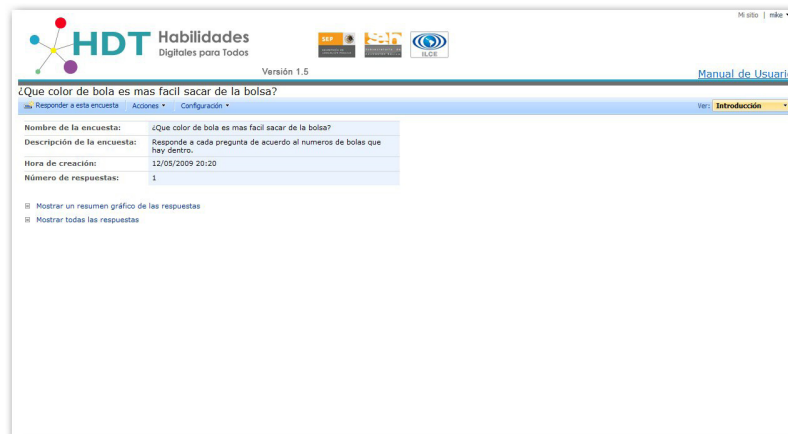 Mi sitio | mike
HDT Habilidades
Digitales para Todos
SEP
sen
ILCE
Versión 1.5
Manual de Usuari
¿Que color de bola es mas facil sacar de la bolsa?
Responder a esta encuesta Acciones Configuración Ver: Introducción
Nombre de la encuesta: ¿Que color de bola es mas facil sacar de la bolsa?
Descripción de la encuesta: Responde a cada pregunta de acuerdo al numeros de bolas que
hay dentro.
Hora de creación: 12/05/2009 20:20
Número de respuestas: 1
Mostrar un resumen gráfico de las respuestas
Mostrar todas las respuestas